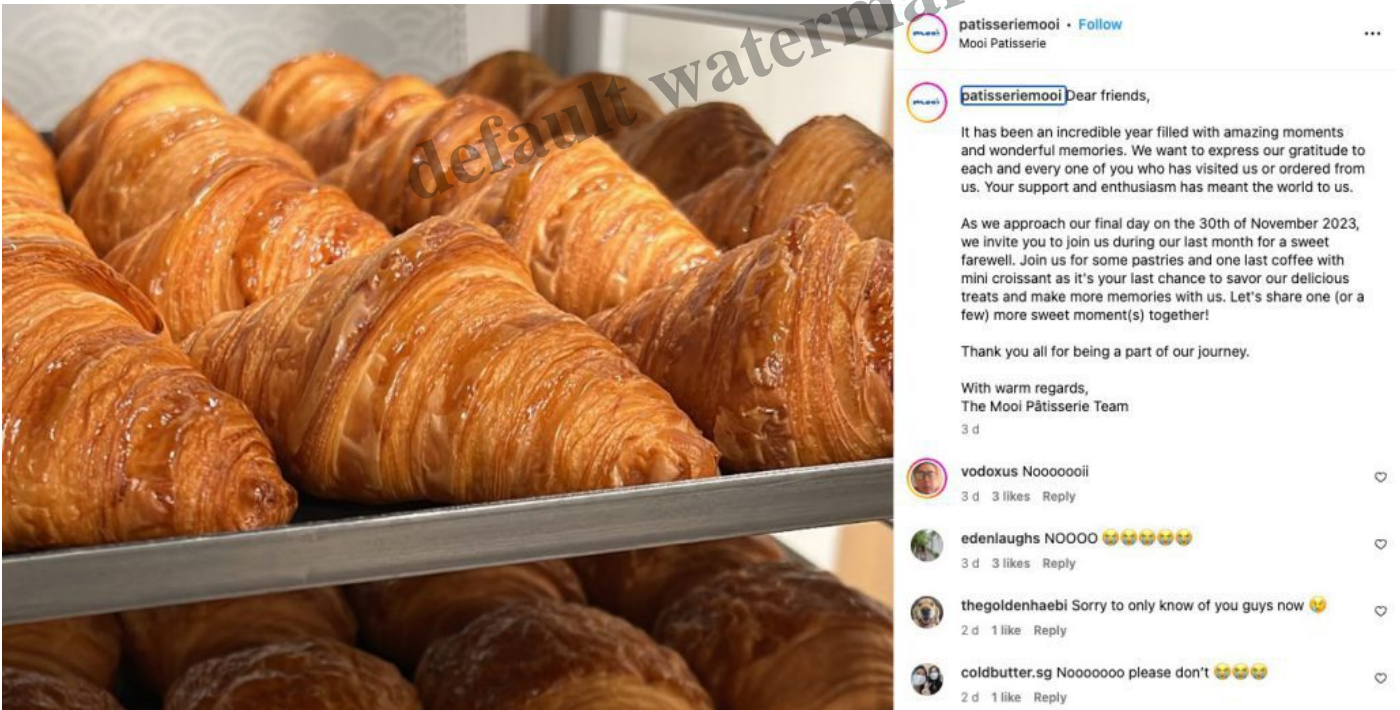 default watermar
patisseriemooi • Follow
Mooi Patisserie
patisseriemooi Dear friends,
It has been an incredible year filled with amazing moments
and wonderful memories. We want to express our gratitude to
each and every one of you who has visited us or ordered from
us. Your support and enthusiasm has meant the world to us.
As we approach our final day on the 30th of November 2023,
we invite you to join us during our last month for a sweet
farewell. Join us for some pastries and one last coffee with
mini croissant as it's your last chance to savor our delicious
treats and make more memories with us. Let's share one (or a
few) more sweet moment(s) together!
Thank you all for being a part of our journey.
With warm regards,
The Mooi Pâtisserie Team
3 d
vodoxus Nooooooii
3 d 3 likes Reply
edenlaughs NOOOO 😭😭😭😭😭
3 d 3 likes Reply
thegoldenhaebi Sorry to only know of you guys now 😢
2 d 1 like Reply
coldbutter.sg Nooooooo please don't 😭😭😭
2 d 1 like Reply